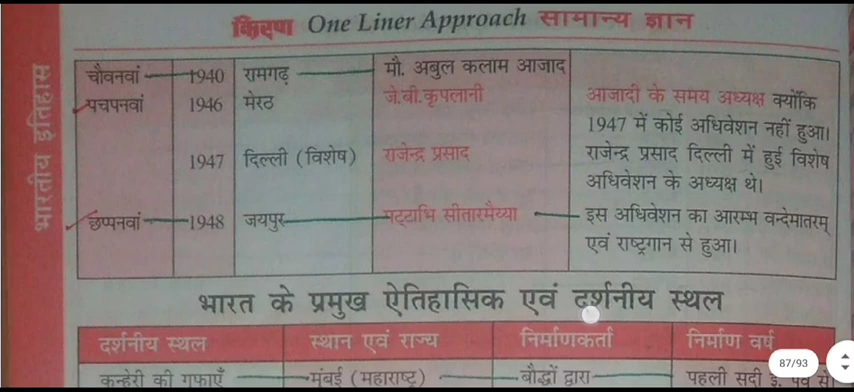 किरण One Liner Approach सामान्य ज्ञान
भारतीय इतिहास
चौवनवां 1940 रामगढ़ मौ. अबुल कलाम आजाद
पचपनवां 1946 मेरठ जे.बी.कृपलानी आजादी के समय अध्यक्ष क्योंकि
1947 में कोई अधिवेशन नहीं हुआ।
1947 दिल्ली (विशेष) राजेन्द्र प्रसाद राजेन्द्र प्रसाद दिल्ली में हुई विशेष
अधिवेशन के अध्यक्ष थे।
छप्पनवां 1948 जयपुर पट्टाभि सीतारमैय्या इस अधिवेशन का आरम्भ वन्देमातरम्
एवं राष्ट्रगान से हुआ।
भारत के प्रमुख ऐतिहासिक एवं दर्शनीय स्थल
दर्शनीय स्थल स्थान एवं राज्य निर्माणकर्ता निर्माण वर्ष
87/93
कन्हेरी की गुफाएँ मुंबई (महाराष्ट्र) बौद्धों द्वारा पहली सदी ई.